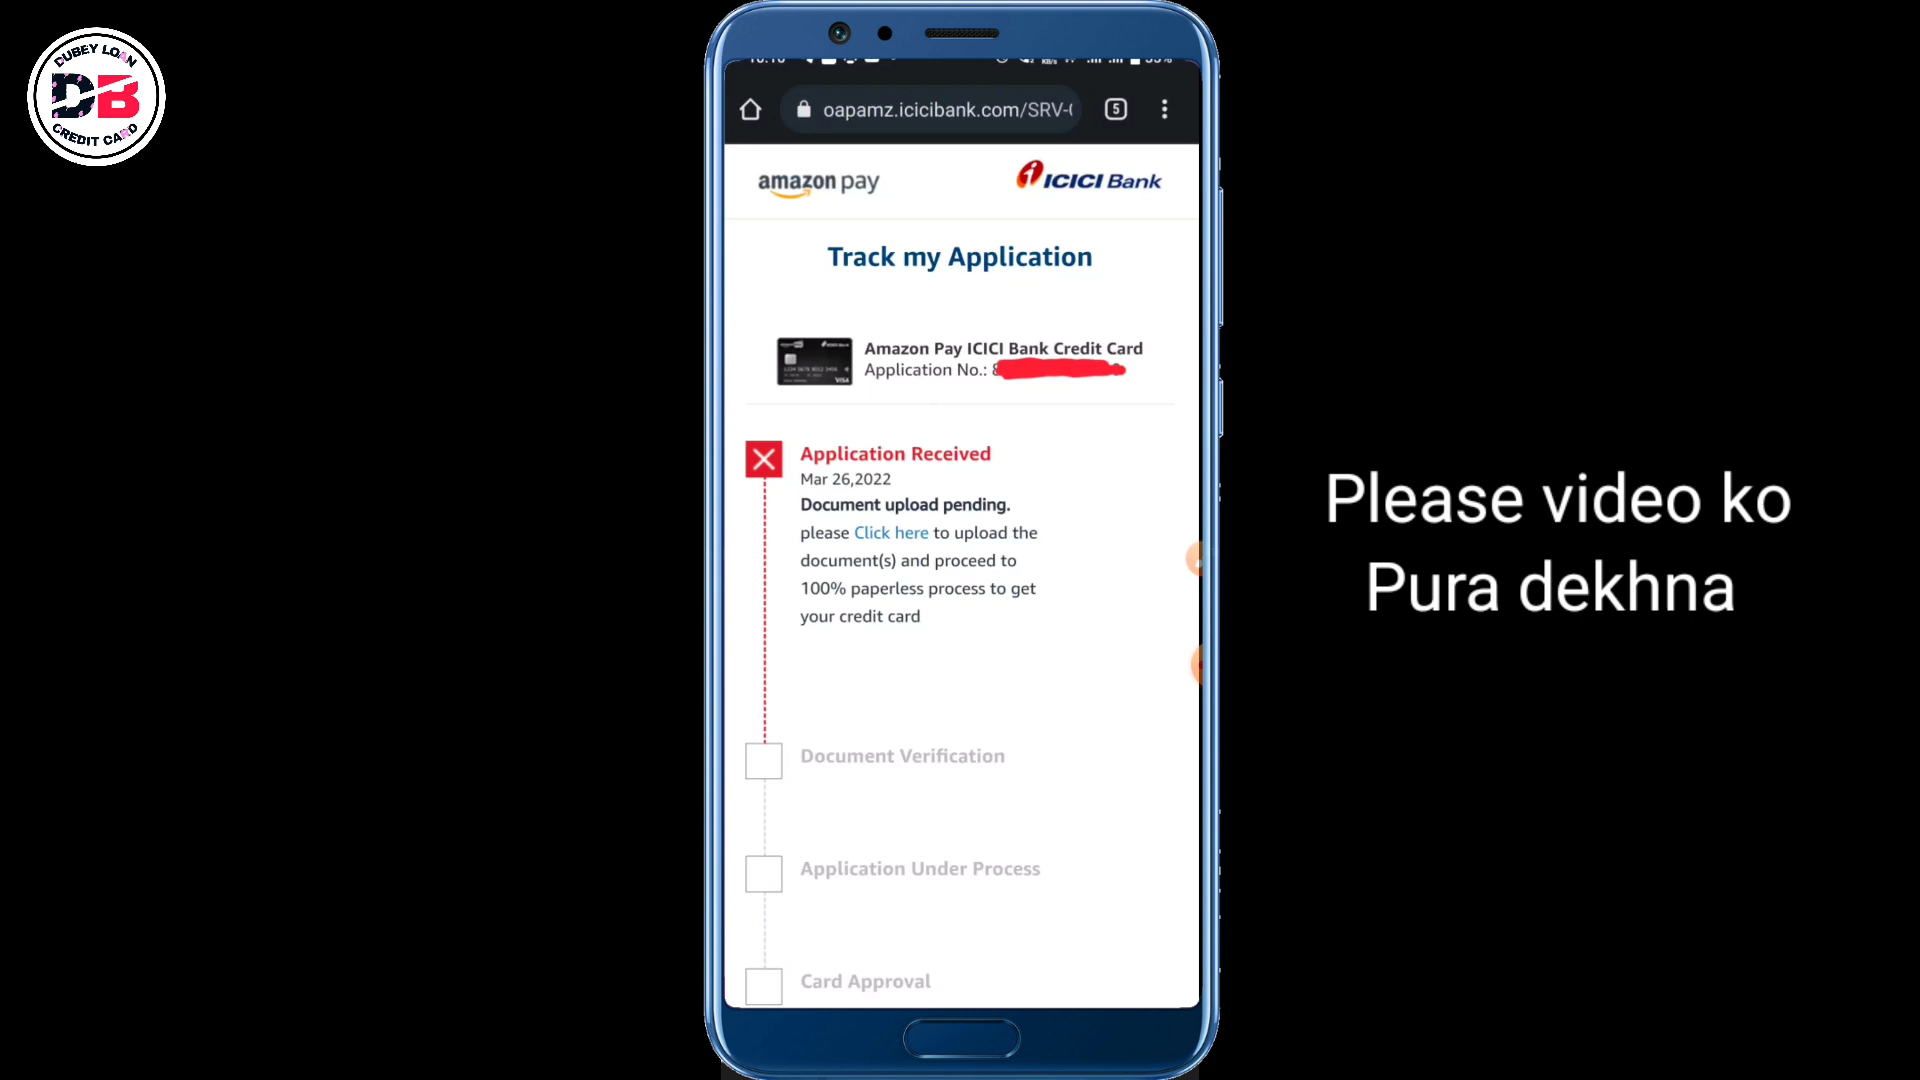 DUBEY LOAN
DB
CREDIT CARD
oapamz.icicibank.com/SRV-
5
amazon pay
ICICI Bank
Track my Application
Amazon Pay ICICI Bank Credit Card
Application No.:
Application Received
Mar 26,2022
Document upload pending.
please Click here to upload the
document(s) and proceed to
100% paperless process to get
your credit card
Document Verification
Application Under Process
Card Approval
Please video ko
Pura dekhna